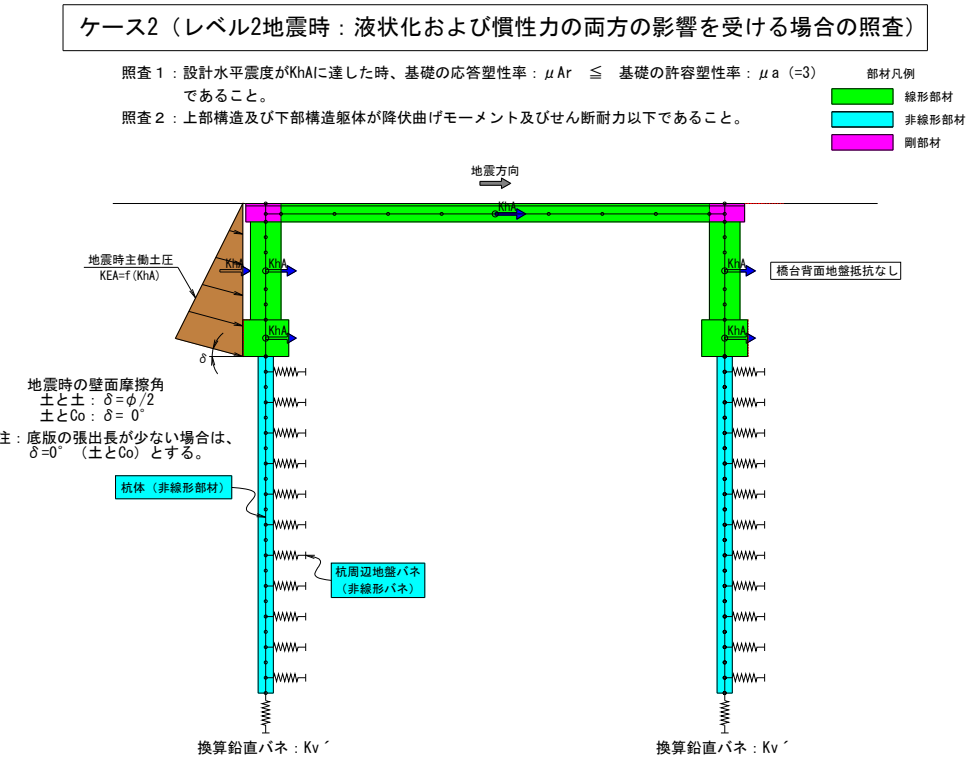 ケース2（レベル2地震時：液状化および慣性力の両方の影響を受ける場合の照査）
照査１：設計水平震度がKhAに達した時、基礎の応答塑性率：μAr ≦ 基礎の許容塑性率：μa (=3)
であること。
照査２：上部構造及び下部構造躯体が降伏曲げモーメント及びせん断耐力以下であること。
部材凡例
線形部材
非線形部材
剛部材
地震方向
KhA
地震時主働土圧
KEA=f(KhA)
KhA
KhA
KhA
橋台背面地盤抵抗なし
KhA
KhA
δ
地震時の壁面摩擦角
土と土：δ=φ/2
土とCo：δ= 0°
注：底版の張出長が少ない場合は、
δ=0°（土とCo）とする。
杭体（非線形部材）
杭周辺地盤バネ
（非線形バネ）
換算鉛直バネ：Kv´
換算鉛直バネ：Kv´